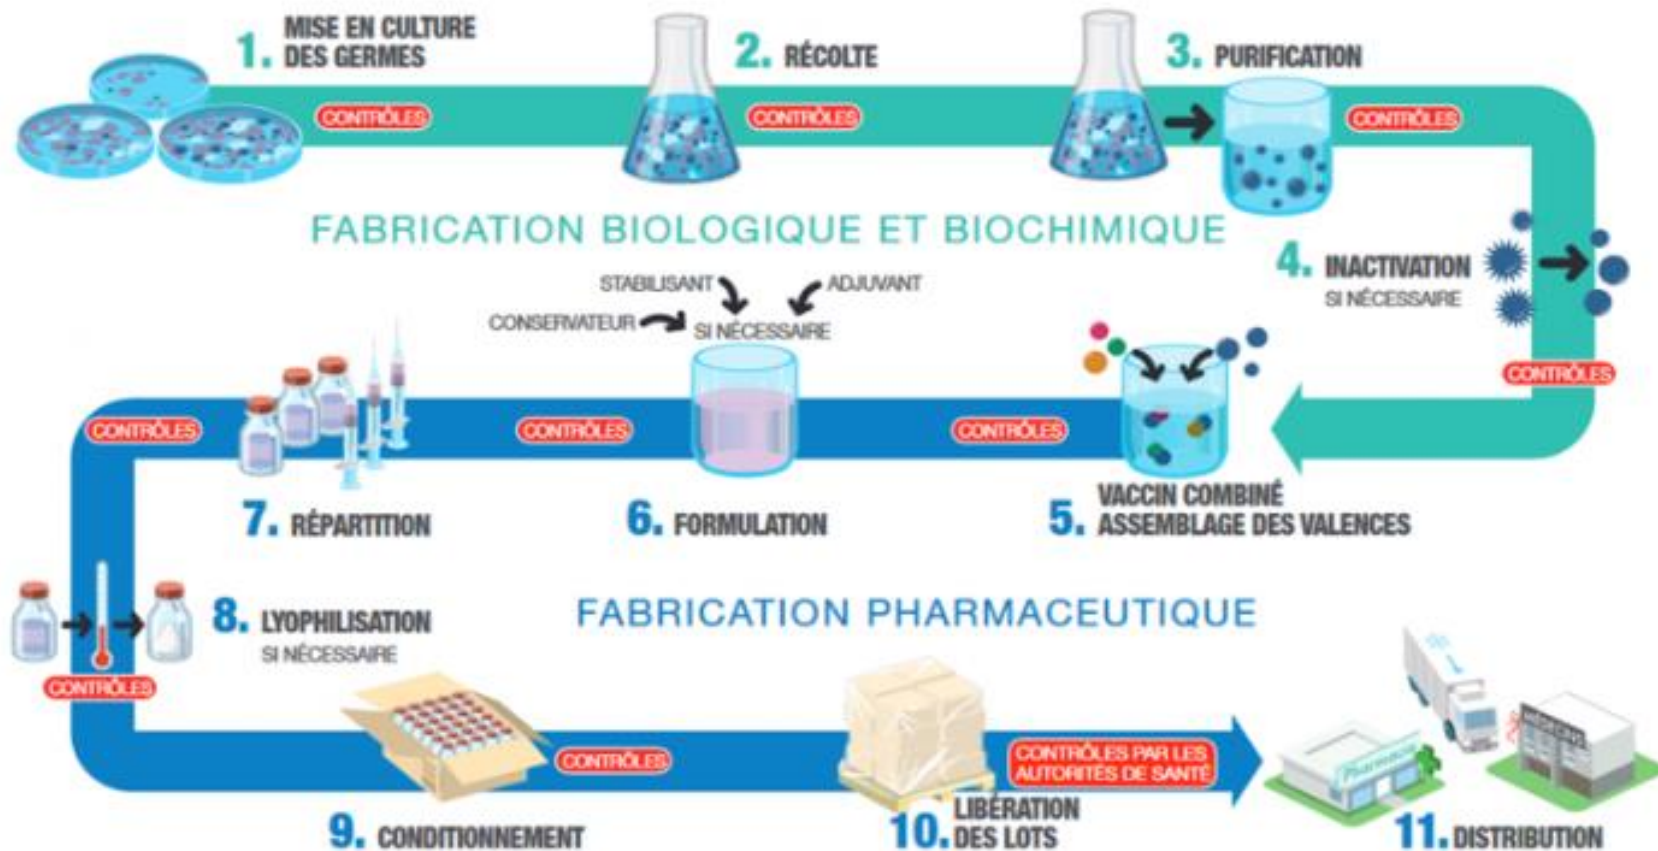 1. MISE EN CULTURE
DES GERMES
CONTRÔLES
2. RÉCOLTE
CONTRÔLES
3. PURIFICATION
CONTRÔLES
FABRICATION BIOLOGIQUE ET BIOCHIMIQUE
4. INACTIVATION
SI NÉCESSAIRE
CONTRÔLES
STABILISANT
ADJUVANT
CONSERVATEUR
SI NÉCESSAIRE
5. VACCIN COMBINÉ
ASSEMBLAGE DES VALENCES
CONTRÔLES
6. FORMULATION
CONTRÔLES
7. RÉPARTITION
CONTRÔLES
FABRICATION PHARMACEUTIQUE
8. LYOPHILISATION
SI NÉCESSAIRE
CONTRÔLES
9. CONDITIONNEMENT
CONTRÔLES
10. LIBÉRATION
DES LOTS
CONTRÔLES PAR LES
AUTORITÉS DE SANTÉ
Pharmacie
11. DISTRIBUTION